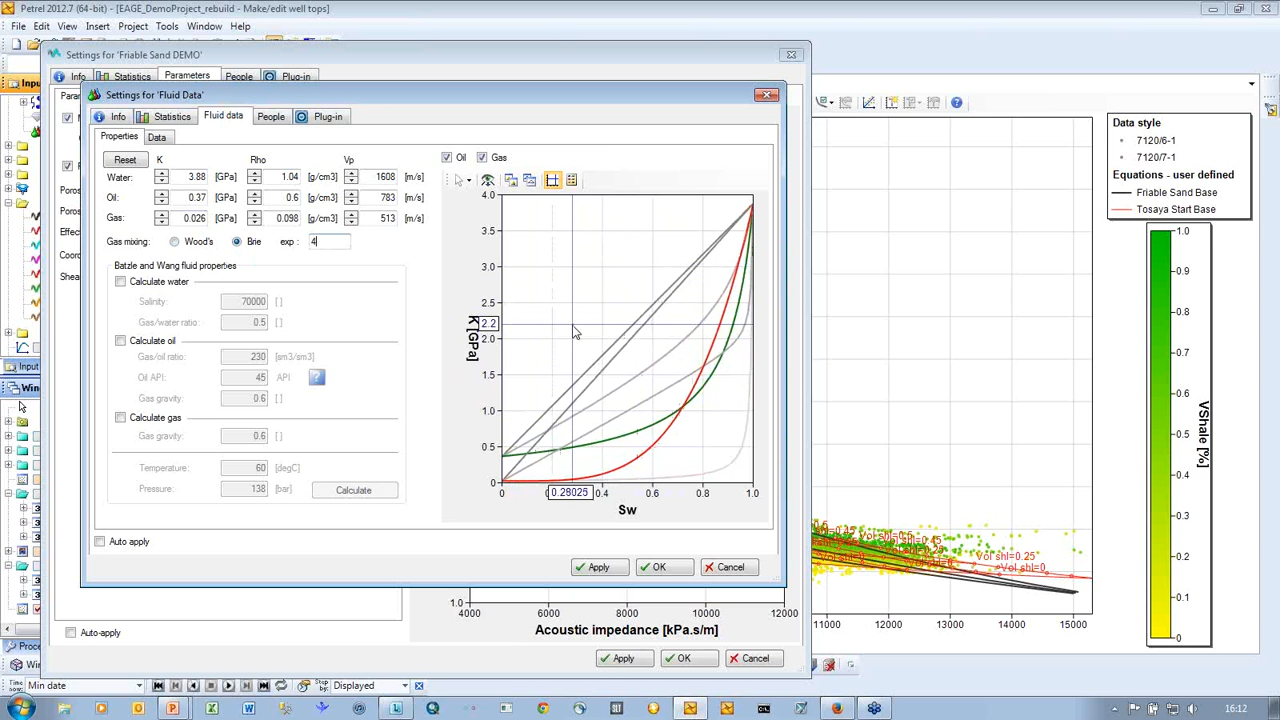 Petrel 2012.7 (64-bit) - [EAGE_DemoProject_rebuild - Make/edit well tops]
File Edit View Insert Project Tools Window Help
Settings for 'Friable Sand DEMO'
Info Statistics Parameters People Plug-in
Settings for 'Fluid Data'
Info Statistics Fluid data People Plug-in
Properties Data
Reset K Rho Vp
Water: 3.88 [GPa] 1.04 [g/cm3] 1608 [m/s]
Oil: 0.37 [GPa] 0.6 [g/cm3] 783 [m/s]
Gas: 0.026 [GPa] 0.098 [g/cm3] 513 [m/s]
Gas mixing: Wood's Brie exp : 4
Batzle and Wang fluid properties
Calculate water
Salinity: 70000 [ ]
Gas/water ratio: 0.5 [ ]
Calculate oil
Gas/oil ratio: 230 [sm3/sm3]
Oil API: 45 API
Gas gravity: 0.6 [ ]
Calculate gas
Gas gravity: 0.6 [ ]
Temperature: 60 [degC]
Pressure: 138 [bar] Calculate
Auto apply
Oil Gas
4.0
3.5
3.0
2.5
2.2
2.0
1.5
1.0
0.5
0
K [GPa]
0 0.28025 0.4 0.6 0.8 1.0
Sw
Apply OK Cancel
1.0
4000 6000 8000 10000 12000
Acoustic impedance [kPa.s/m]
Auto-apply
Apply OK Cancel
Data style
7120/6-1
7120/7-1
Equations - user defined
Friable Sand Base
Tosaya Start Base
1.0
0.9
0.8
0.7
0.6
0.5
0.4
0.3
0.2
0.1
0
VShale [%]
Vol shl=0.25
Vol shl=0
11000 12000 13000 14000 15000
Time: Min date Step by: Displayed
16:12